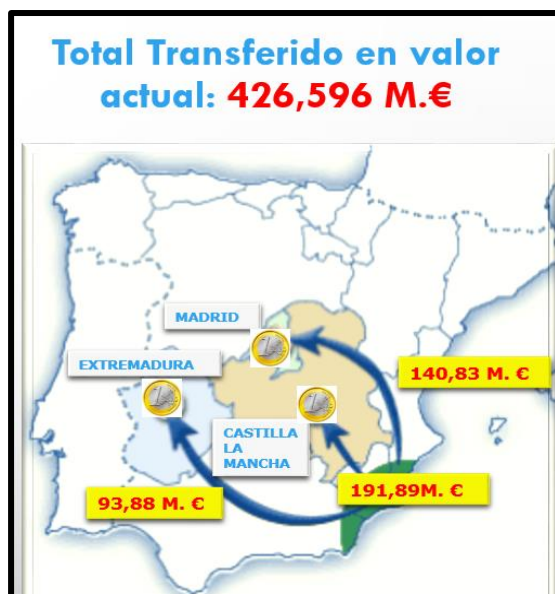 Total Transferido en valor
actual: 426,596 M.€
MADRID
EXTREMADURA
140,83 M. €
CASTILLA
LA
MANCHA
191,89M. €
93,88 M. €